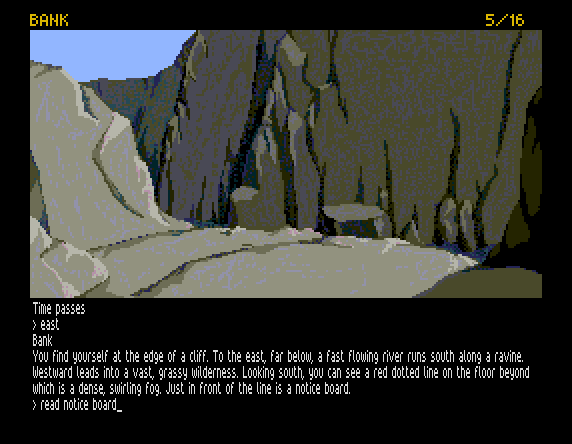 BANK 5/16
Time passes
> east
Bank
You find yourself at the edge of a cliff. To the east, far below, a fast flowing river runs south along a ravine.
Westward leads into a vast, grassy wilderness. Looking south, you can see a red dotted line on the floor beyond
which is a dense, swirling fog. Just in front of the line is a notice board.
> read notice board_